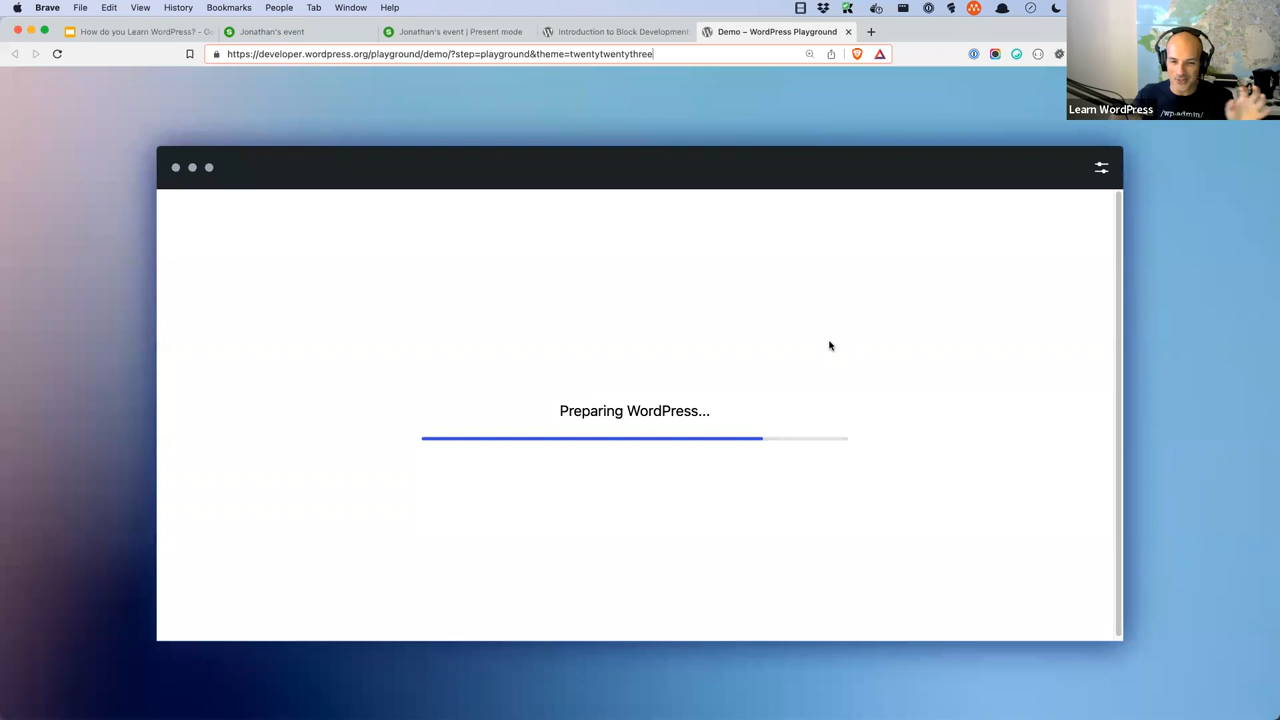 Brave File Edit View History Bookmarks People Tab Window Help
How do you Learn WordPress? – G
Jonathan's event
Jonathan's event | Present mode
Introduction to Block Development
Demo – WordPress Playground
https://developer.wordpress.org/playground/demo/?step=playground&theme=twentytwentythree
/wp-admin/
Learn WordPress
Preparing WordPress...